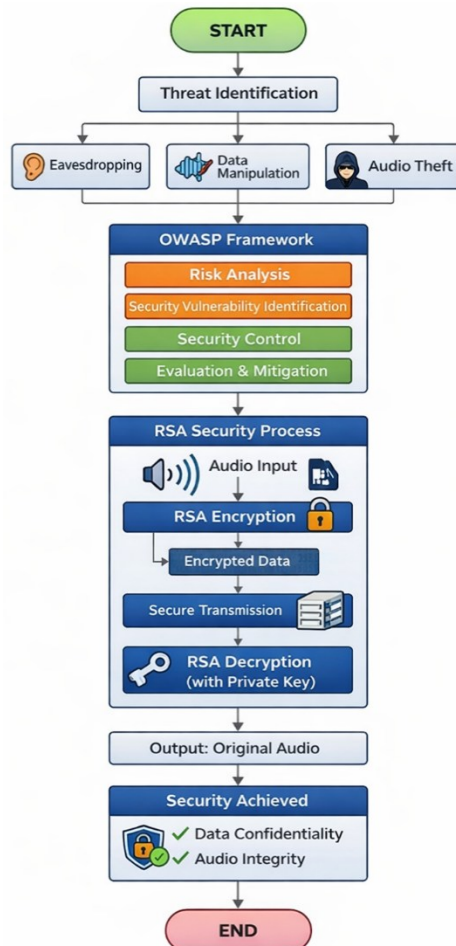 START
Threat Identification
Eavesdropping
Data
Manipulation
Audio Theft
OWASP Framework
Risk Analysis
Security Vulnerability Identification
Security Control
Evaluation & Mitigation
RSA Security Process
Audio Input
RSA Encryption
Encrypted Data
Secure Transmission
RSA Decryption
(with Private Key)
Output: Original Audio
Security Achieved
✓ Data Confidentiality
✓ Audio Integrity
END